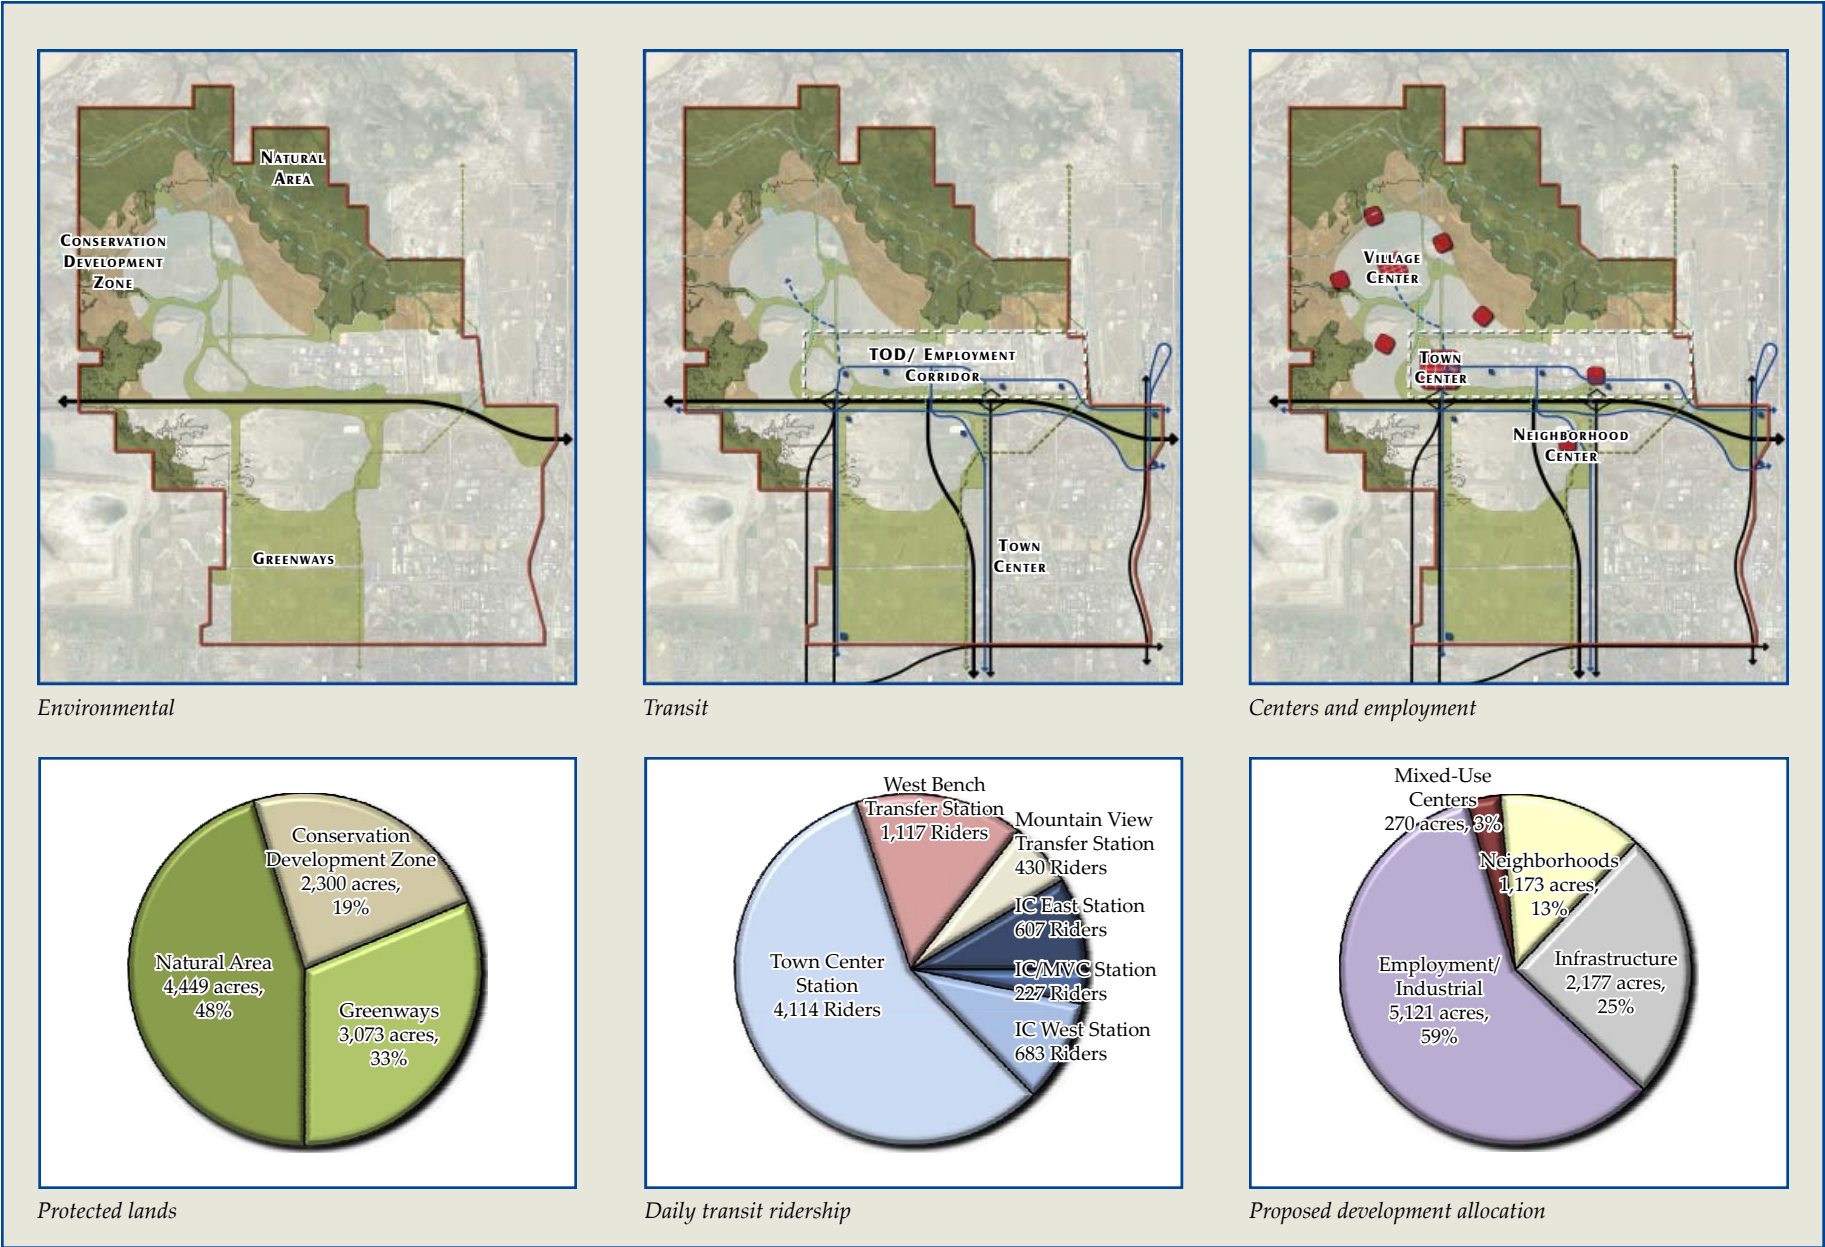 Natural
Area
Conservation
Development
Zone
Greenways
Environmental
TOD/ Employment
Corridor
Town
Center
Transit
Village
Center
Town
Center
Neighborhood
Center
Centers and employment
Conservation
Development Zone
2,300 acres,
19%
Natural Area
4,449 acres,
48%
Greenways
3,073 acres,
33%
Protected lands
West Bench
Transfer Station
1,117 Riders
Mountain View
Transfer Station
430 Riders
IC East Station
607 Riders
IC/MVC Station
227 Riders
IC West Station
683 Riders
Town Center
Station
4,114 Riders
Daily transit ridership
Mixed-Use
Centers
270 acres, 3%
Neighborhoods
1,173 acres,
13%
Infrastructure
2,177 acres,
25%
Employment/
Industrial
5,121 acres,
59%
Proposed development allocation